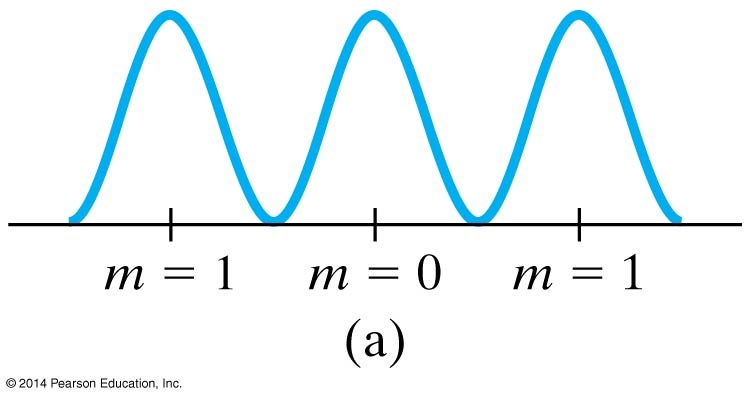 m = 1 m = 0 m = 1
(a)
© 2014 Pearson Education, Inc.